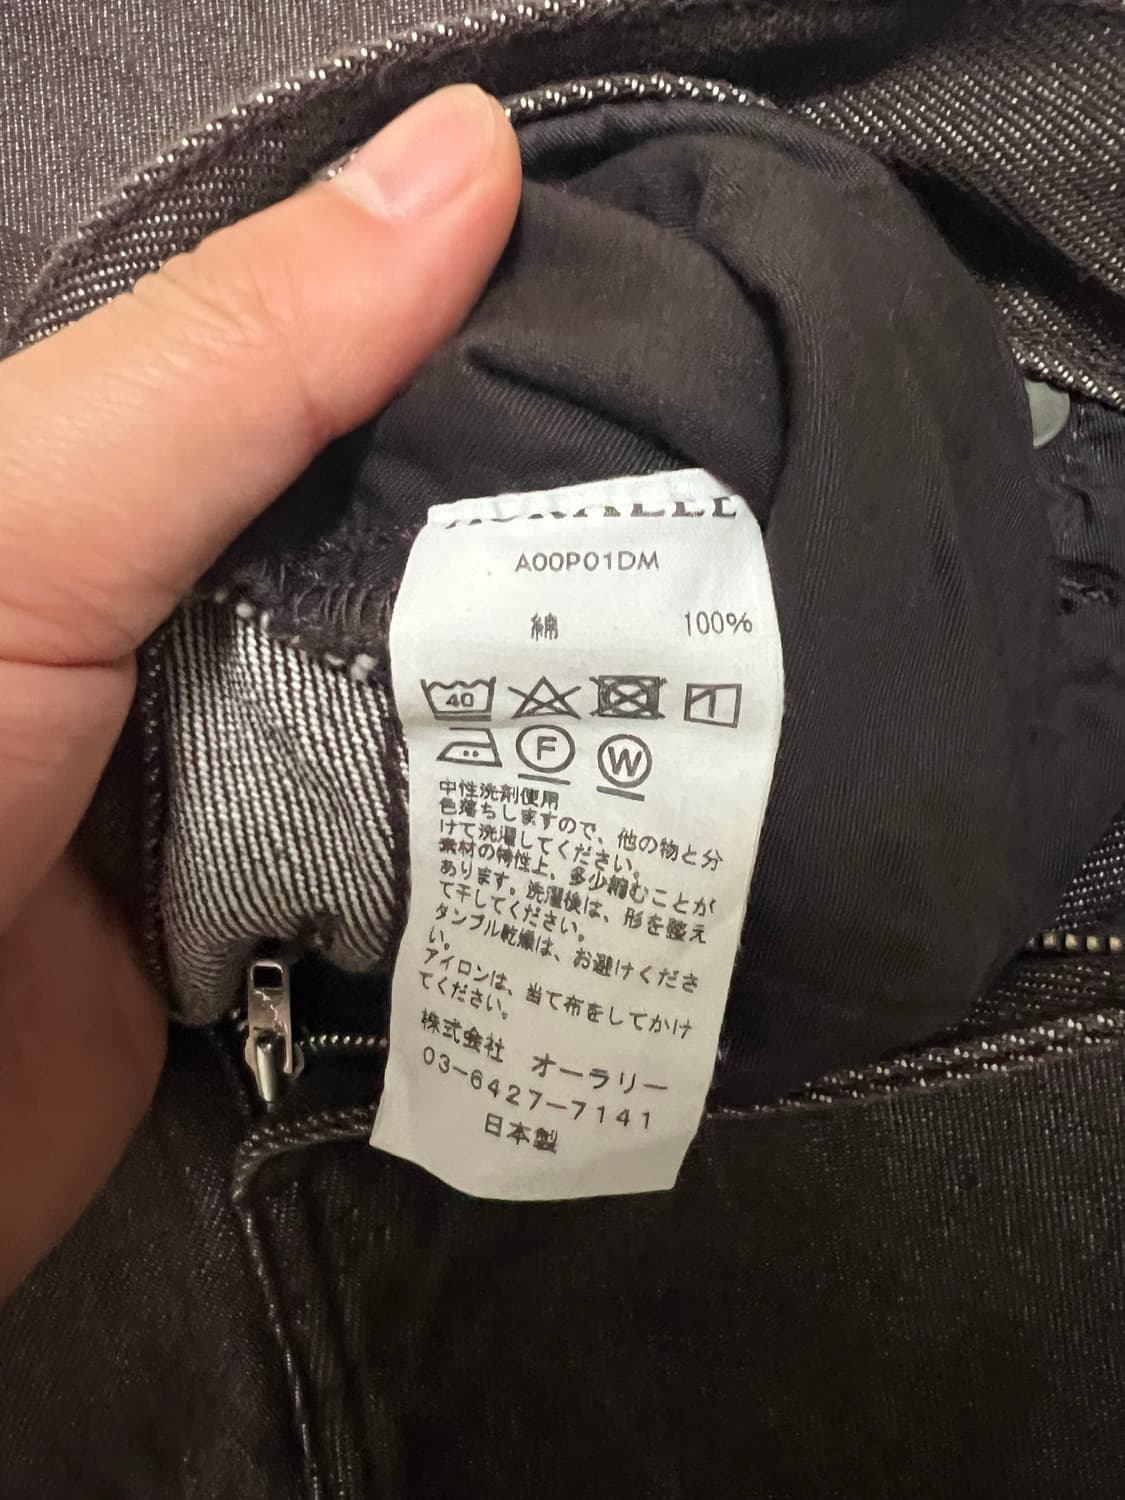 AURALEE
A00P01DM
綿 100%
40
F W
中性洗剤使用
色落ちしますので、他の物と分
けて洗濯してください。
素材の特性上、多少縮むことが
あります。洗濯後は、形を整え
て干してください。
タンブル乾燥は、お避けくださ
い。
アイロンは、当て布をしてかけ
てください。
株式会社 オーラリー
03-6427-7141
日本製